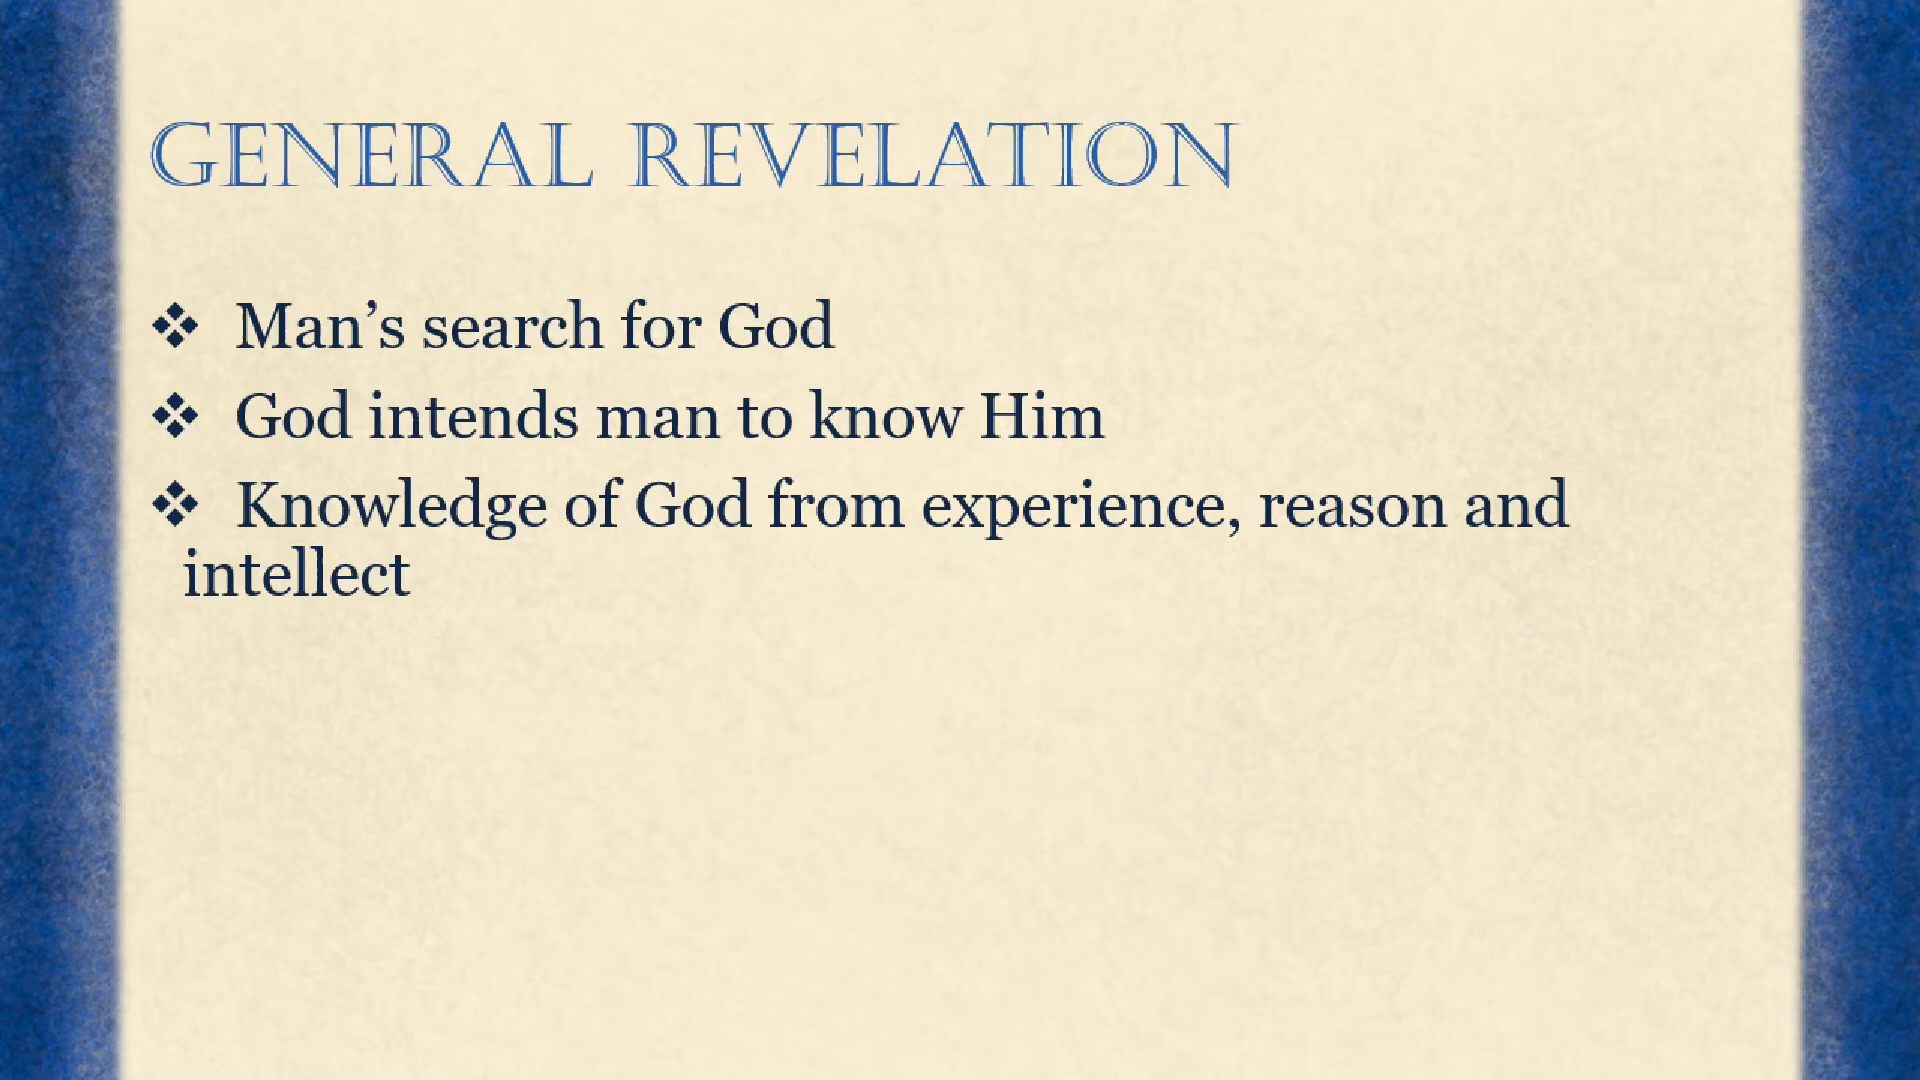 GENERAL REVELATION
❖ Man’s search for God
❖ God intends man to know Him
❖ Knowledge of God from experience, reason and
intellect